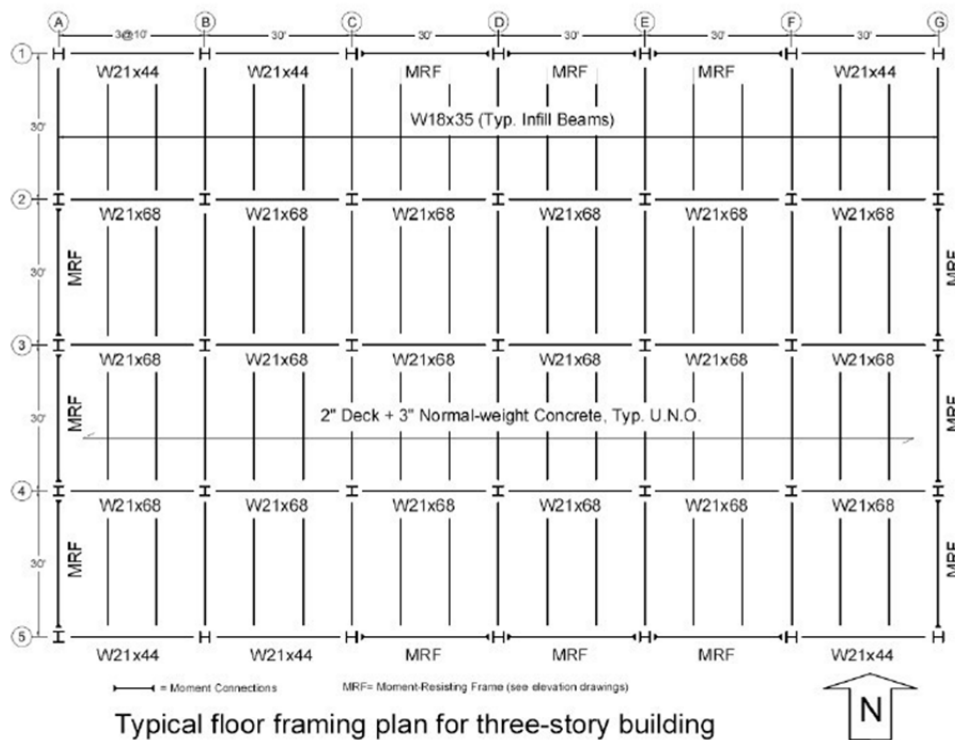 A B C D E F G
3@10' 30' 30' 30' 30' 30'
1
W21x44 W21x44 MRF MRF MRF W21x44
30'
W18x35 (Typ. Infill Beams)
2
W21x68 W21x68 W21x68 W21x68 W21x68 W21x68
MRF 30' MRF
3
W21x68 W21x68 W21x68 W21x68 W21x68 W21x68
2" Deck + 3" Normal-weight Concrete, Typ. U.N.O.
MRF 30' MRF
4
W21x68 W21x68 W21x68 W21x68 W21x68 W21x68
MRF 30' MRF
5
W21x44 W21x44 MRF MRF MRF W21x44
= Moment Connections MRF= Moment-Resisting Frame (see elevation drawings)
N
Typical floor framing plan for three-story building